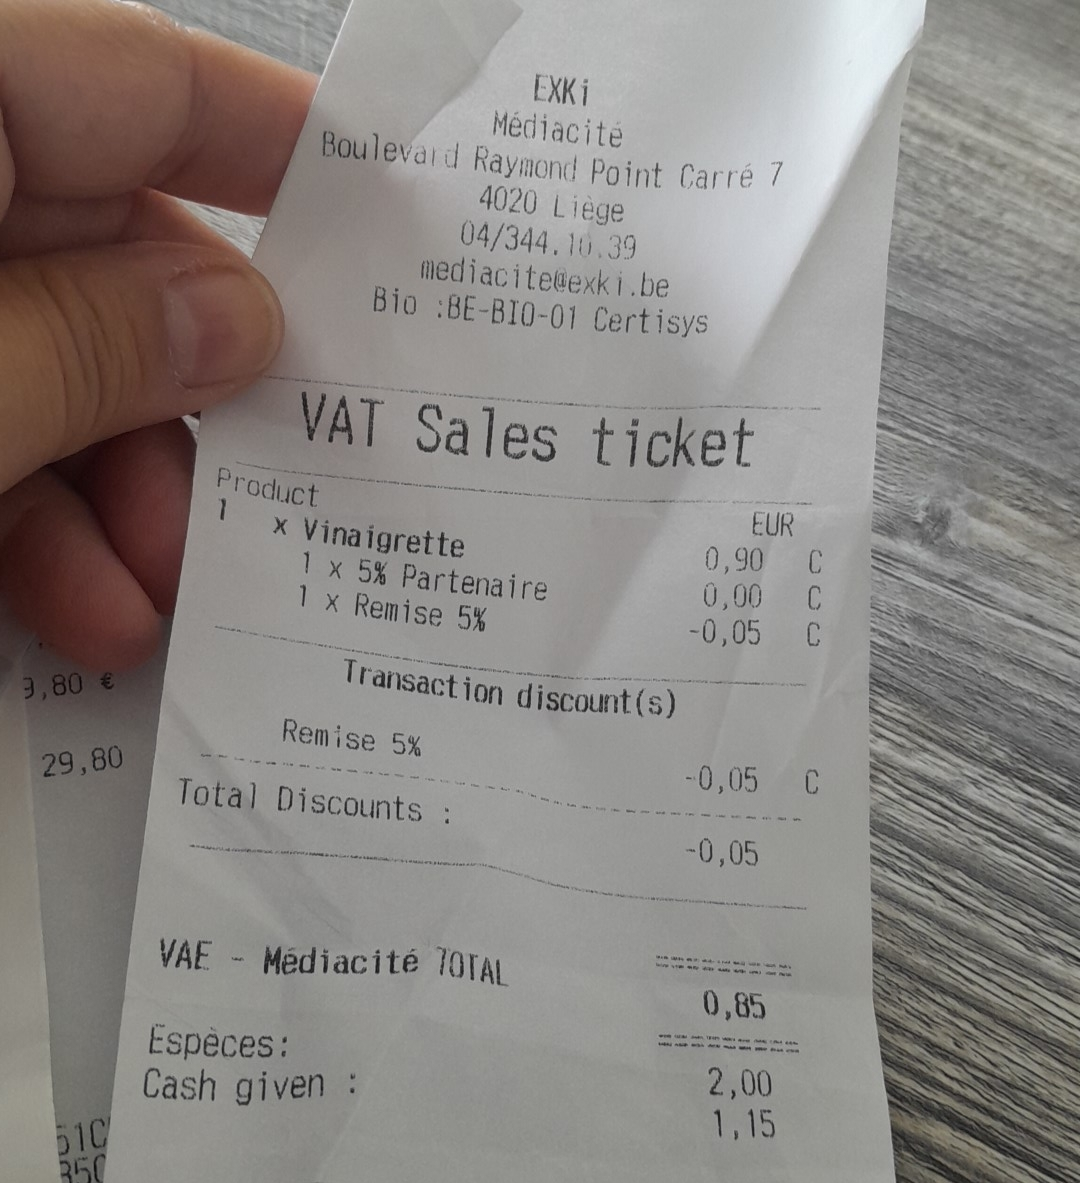 EXKi
Médiacité
Boulevard Raymond Point Carré 7
4020 Liège
04/344.10.39
mediacite@exki.be
Bio :BE-BIO-01 Certisys
VAT Sales ticket
Product EUR
1 x Vinaigrette 0,90 C
1 x 5% Partenaire 0,00 C
1 x Remise 5% -0,05 C
Transaction discount(s)
Remise 5% -0,05 C
Total Discounts : -0,05
VAE - Médiacité TOTAL 0,85
Espèces: 2,00
Cash given : 1,15
9,80 €
29,80